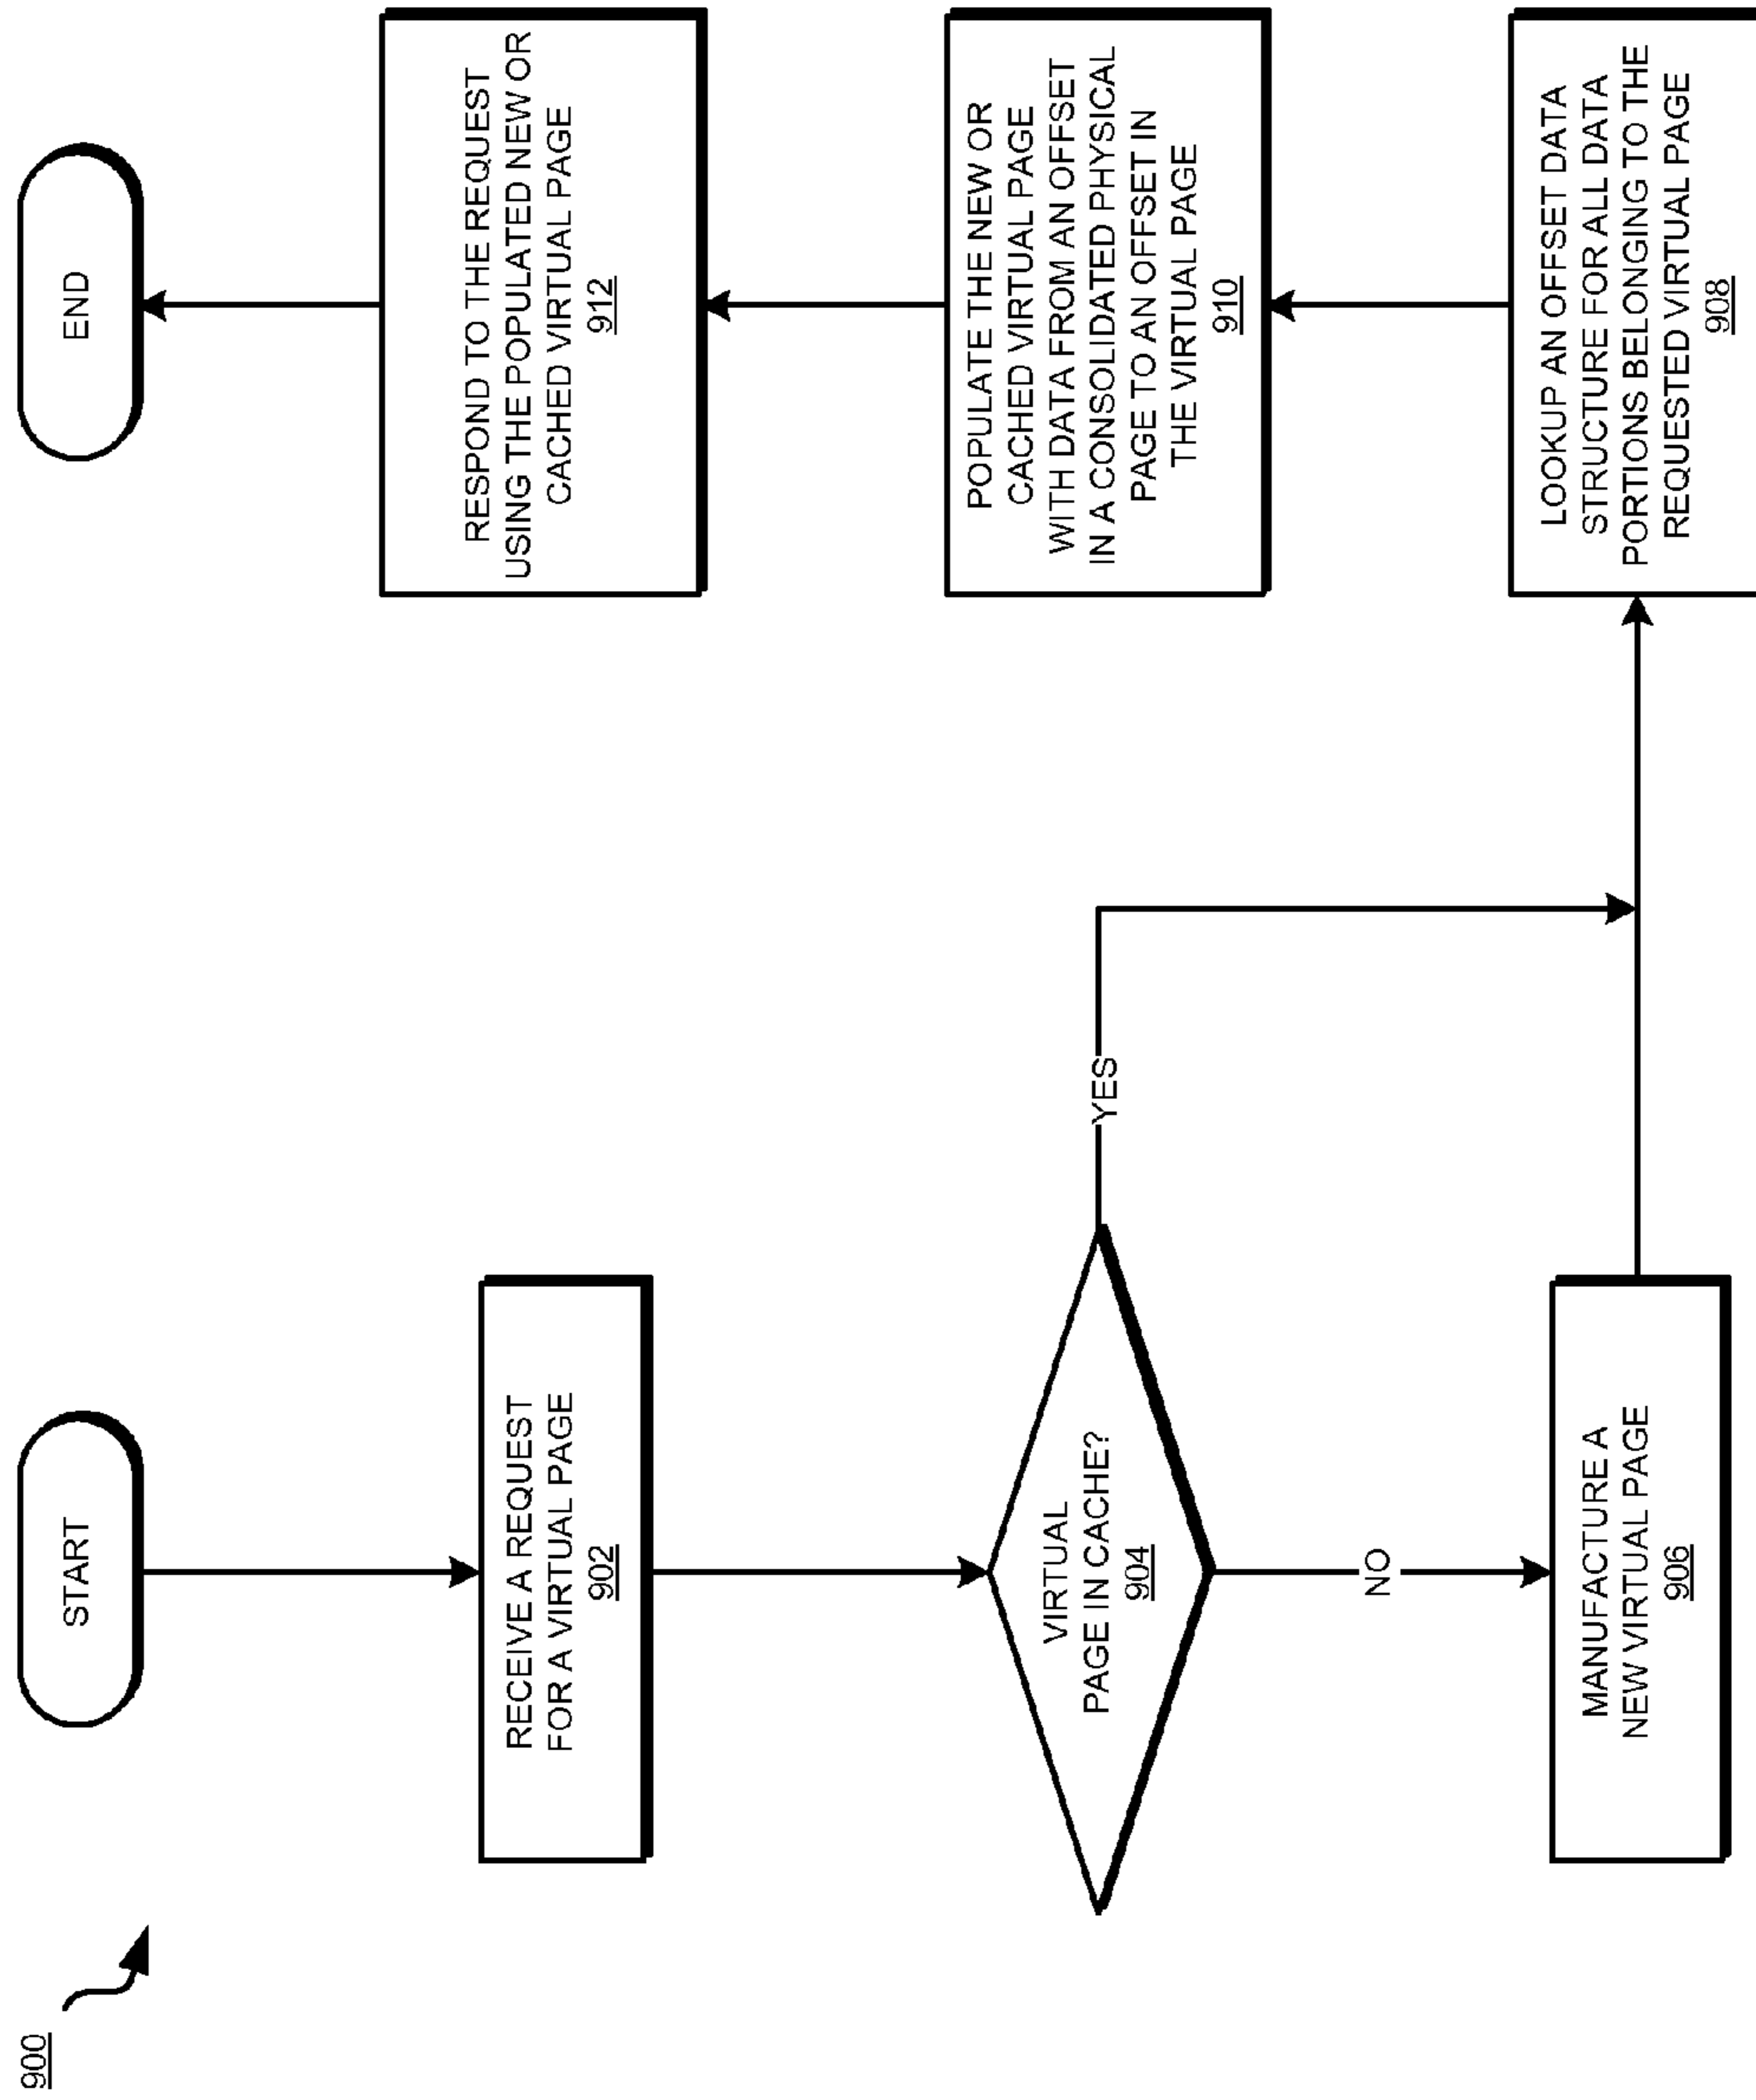 900
START
RECEIVE A REQUEST
FOR A VIRTUAL PAGE
902
VIRTUAL
PAGE IN CACHE?
904
YES
NO
MANUFACTURE A
NEW VIRTUAL PAGE
906
LOOKUP AN OFFSET DATA
STRUCTURE FOR ALL DATA
PORTIONS BELONGING TO THE
REQUESTED VIRTUAL PAGE
908
POPULATE THE NEW OR
CACHED VIRTUAL PAGE
WITH DATA FROM AN OFFSET
IN A CONSOLIDATED PHYSICAL
PAGE TO AN OFFSET IN
THE VIRTUAL PAGE
910
RESPOND TO THE REQUEST
USING THE POPULATED NEW OR
CACHED VIRTUAL PAGE
912
END